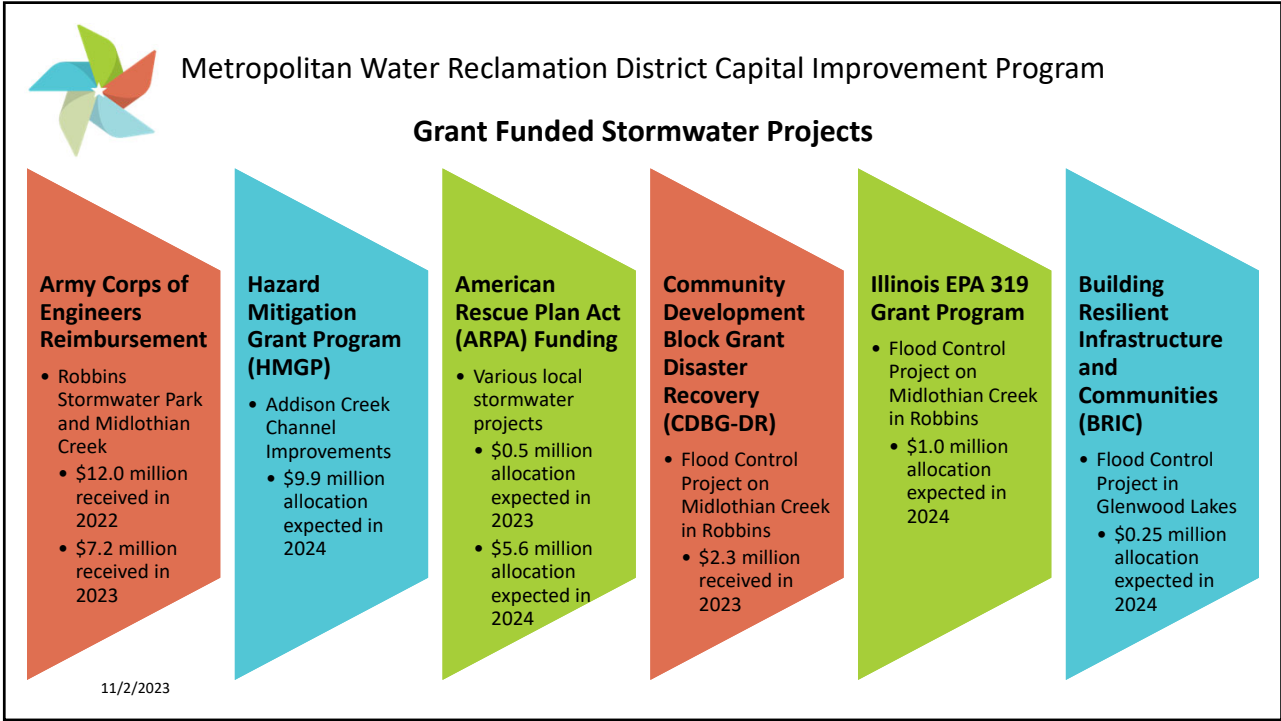 Metropolitan Water Reclamation District Capital Improvement Program
Grant Funded Stormwater Projects
Army Corps of
Engineers
Reimbursement
• Robbins
Stormwater Park
and Midlothian
Creek
• $12.0 million
received in
2022
• $7.2 million
received in
2023
Hazard
Mitigation
Grant Program
(HMGP)
• Addison Creek
Channel
Improvements
• $9.9 million
allocation
expected in
2024
American
Rescue Plan Act
(ARPA) Funding
• Various local
stormwater
projects
• $0.5 million
allocation
expected in
2023
• $5.6 million
allocation
expected in
2024
Community
Development
Block Grant
Disaster
Recovery
(CDBG-DR)
• Flood Control
Project on
Midlothian Creek
in Robbins
• $2.3 million
received in
2023
Illinois EPA 319
Grant Program
• Flood Control
Project on
Midlothian Creek
in Robbins
• $1.0 million
allocation
expected in
2024
Building
Resilient
Infrastructure
and
Communities
(BRIC)
• Flood Control
Project in
Glenwood Lakes
• $0.25 million
allocation
expected in
2024
11/2/2023